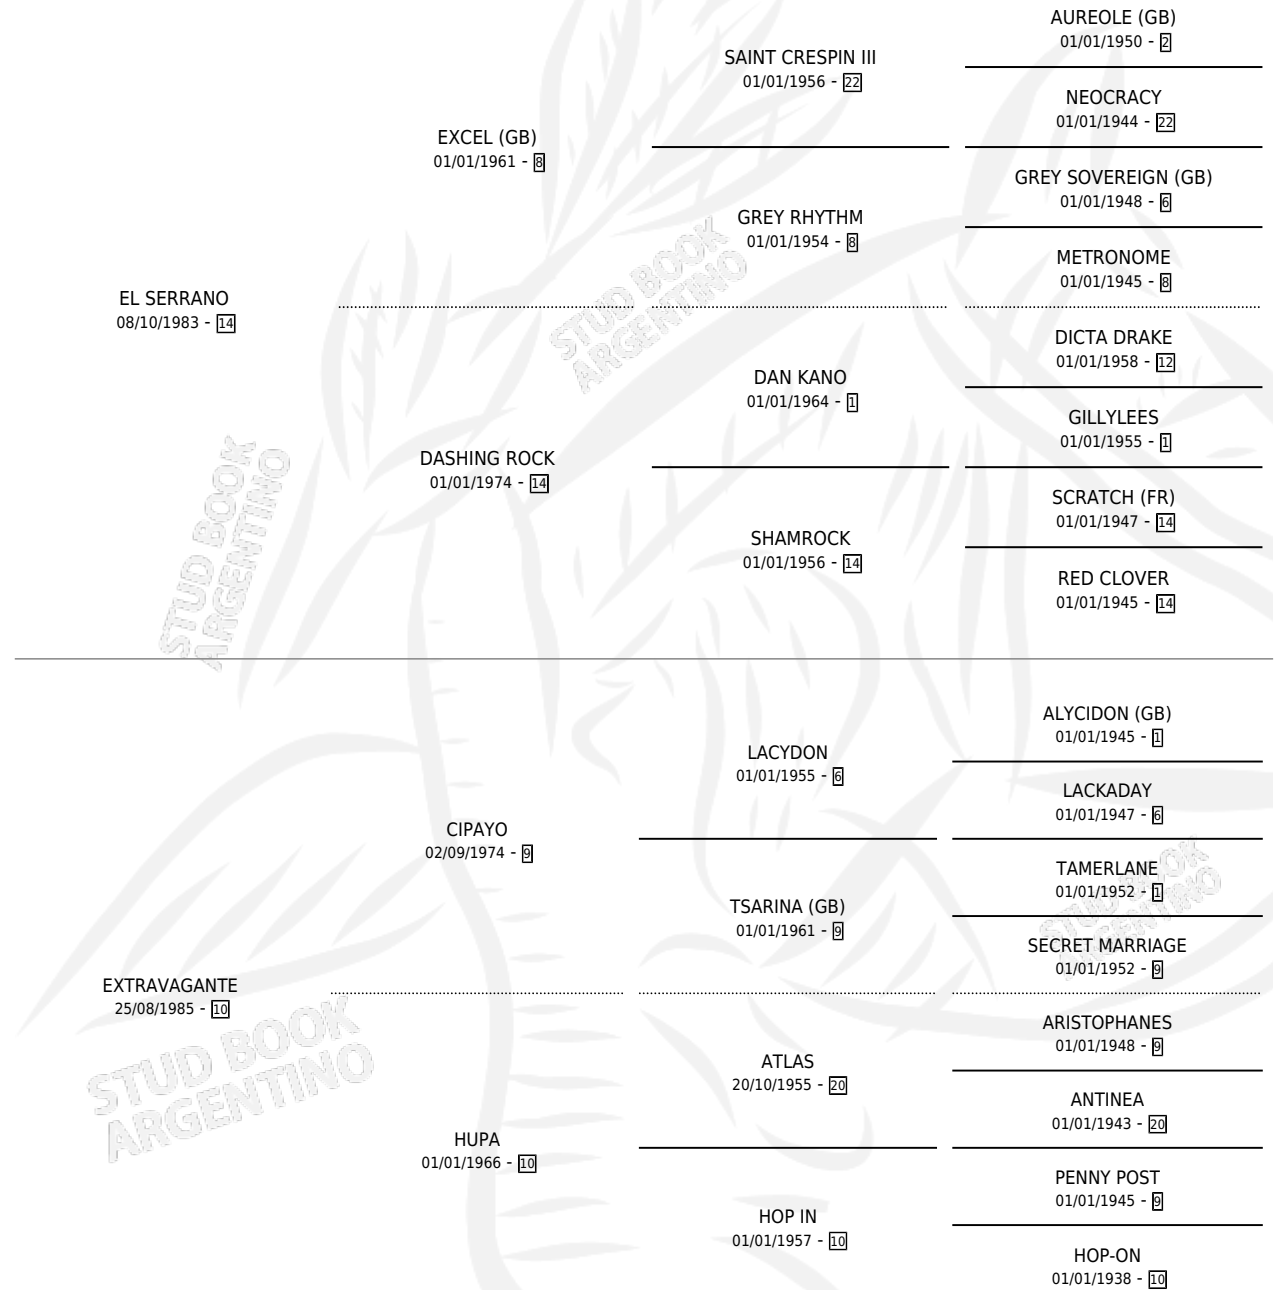 AUREOLE (GB)
01/01/1950 - 2
SAINT CRESPIN III
01/01/1956 - 22
NEOCRACY
01/01/1944 - 22
EXCEL (GB)
01/01/1961 - 8
GREY SOVEREIGN (GB)
01/01/1948 - 6
GREY RHYTHM
01/01/1954 - 8
METRONOME
01/01/1945 - 8
EL SERRANO
08/10/1983 - 14
DICTA DRAKE
01/01/1958 - 12
DAN KANO
01/01/1964 - 1
GILLYLEES
01/01/1955 - 1
DASHING ROCK
01/01/1974 - 14
SCRATCH (FR)
01/01/1947 - 14
SHAMROCK
01/01/1956 - 14
RED CLOVER
01/01/1945 - 14
ALYCIDON (GB)
01/01/1945 - 1
LACYDON
01/01/1955 - 6
LACKADAY
01/01/1947 - 6
CIPAYO
02/09/1974 - 9
TAMERLANE
01/01/1952 - 1
TSARINA (GB)
01/01/1961 - 9
SECRET MARRIAGE
01/01/1952 - 9
EXTRAVAGANTE
25/08/1985 - 10
ARISTOPHANES
01/01/1948 - 9
ATLAS
20/10/1955 - 20
ANTINEA
01/01/1943 - 20
HUPA
01/01/1966 - 10
PENNY POST
01/01/1945 - 9
HOP IN
01/01/1957 - 10
HOP-ON
01/01/1938 - 10
STUD BOOK
ARGENTINO
STUD BOOK
ARGENTINO
STUD BOOK
ARGENTINO
STUD BOOK
ARGENTINO